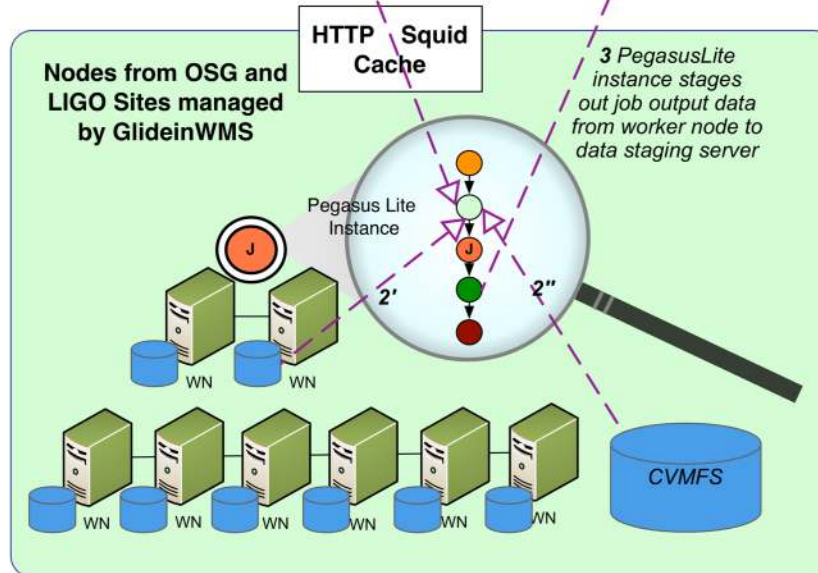 HTTP Squid
Cache
Nodes from OSG and
LIGO Sites managed
by GlideinWMS
3 PegasusLite
instance stages
out job output data
from worker node to
data staging server
Pegasus Lite
Instance
J
J
2'
2"
WN
WN
CVMFS
WN
WN
WN
WN
WN
WN